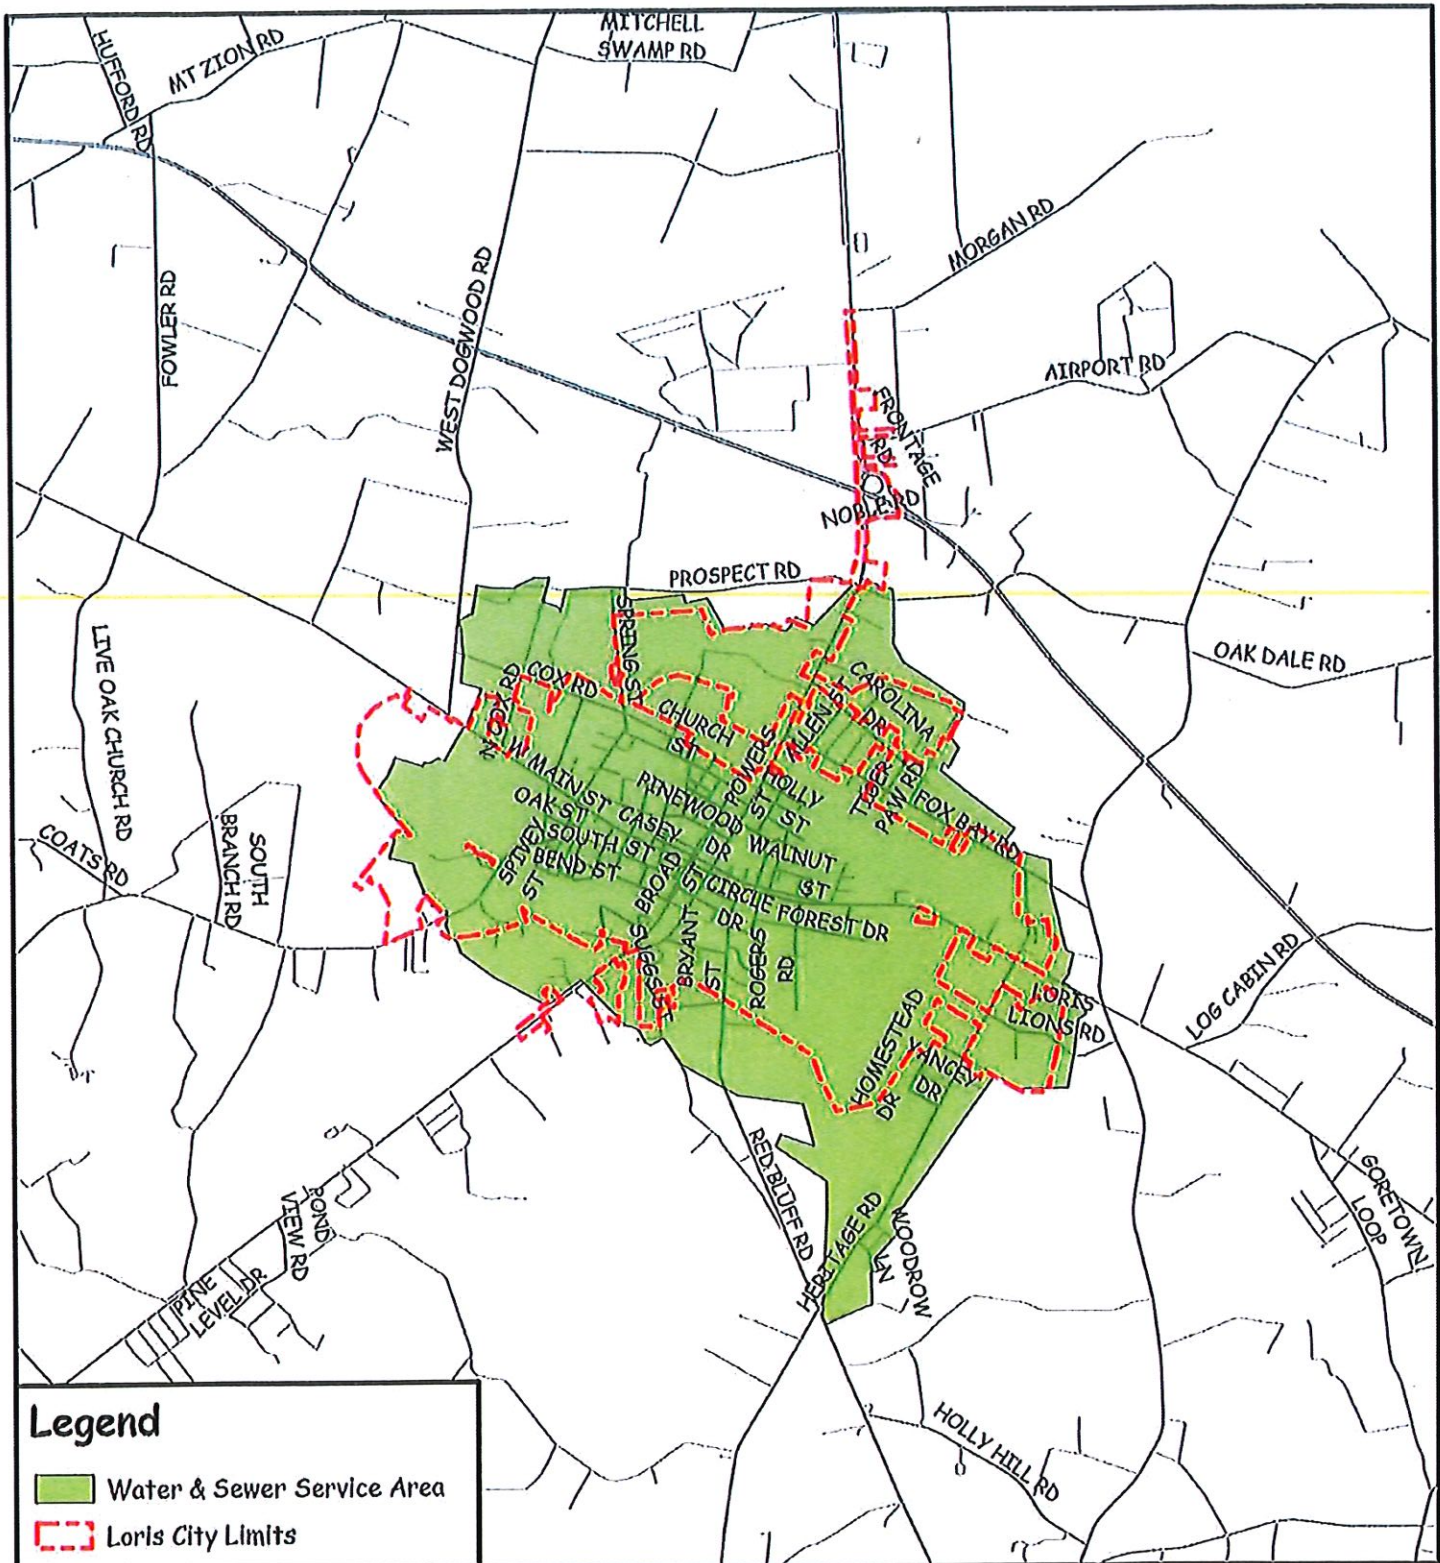 MITCHELL
SWAMP RD
HUFFORD RD
MT ZION RD
MORGAN RD
FOWLER RD
WEST DOGWOOD RD
AIRPORT RD
FRONTAGE
RD
NOBLE RD
PROSPECT RD
SPRENG ST
LIVE OAK CHURCH RD
OAK DALE RD
COX RD
CAROLINA
DR
ALLEN ST
CHURCH
ST
POWERS
ST
HOLLY
ST
TIGER
PAW RD
FOX BAY RD
W MAIN ST
OAK ST
PINEWOOD
DR
CASEY
SOUTH ST
BEND ST
SPIVEY
ST
WALNUT
ST
BROAD
ST
CIRCLE
DR
FOREST DR
COATS RD
SOUTH
BRANCH RD
SUGGS ST
BRYANT
ST
ROGERS
RD
LORIS
LIONS RD
LOG CABIN RD
HOMESTEAD
DR
YANCEY
DR
RED BLUFF RD
HERITAGE RD
WOODROW
LN
GORETOWN
LOOP
POND
VIEW RD
PINE
LEVEL DR
HOLLY HILL RD
Legend
Water & Sewer Service Area
Loris City Limits